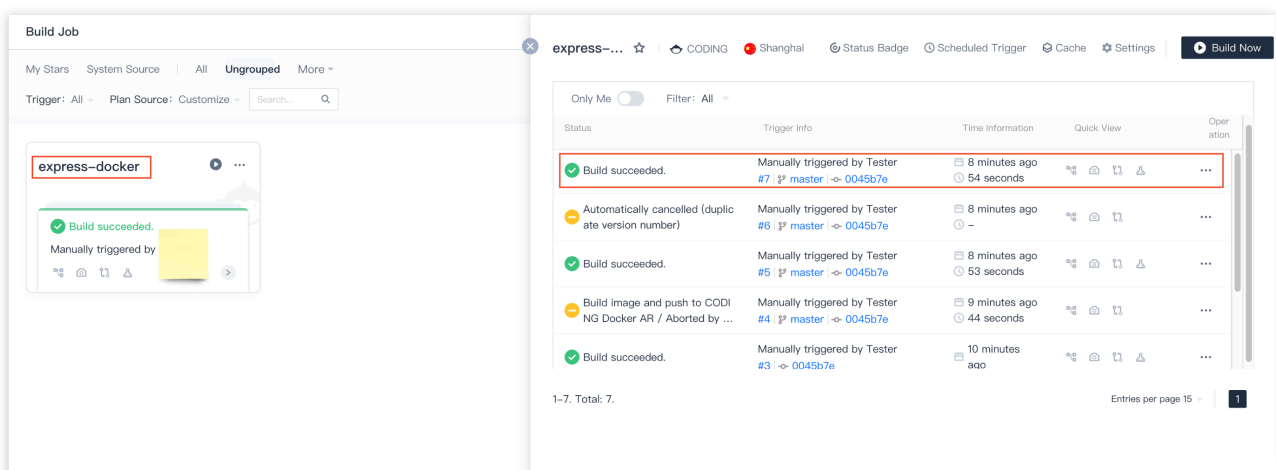 Build Job
My Stars System Source All Ungrouped More
Trigger: All Plan Source: Customize Search...
express-docker
Build succeeded.
Manually triggered by
express-... CODING Shanghai Status Badge Scheduled Trigger Cache Settings Build Now
Only Me Filter: All
Status Trigger Info Time Information Quick View Oper
ation
Build succeeded. Manually triggered by Tester 8 minutes ago
#7 master 0045b7e 54 seconds
Automatically cancelled (duplic Manually triggered by Tester 8 minutes ago
ate version number) #6 master 0045b7e –
Build succeeded. Manually triggered by Tester 8 minutes ago
#5 master 0045b7e 53 seconds
Build image and push to CODI Manually triggered by Tester 9 minutes ago
NG Docker AR / Aborted by ... #4 master 0045b7e 44 seconds
Build succeeded. Manually triggered by Tester 10 minutes
#3 0045b7e ago
1-7. Total: 7. Entries per page 15 1